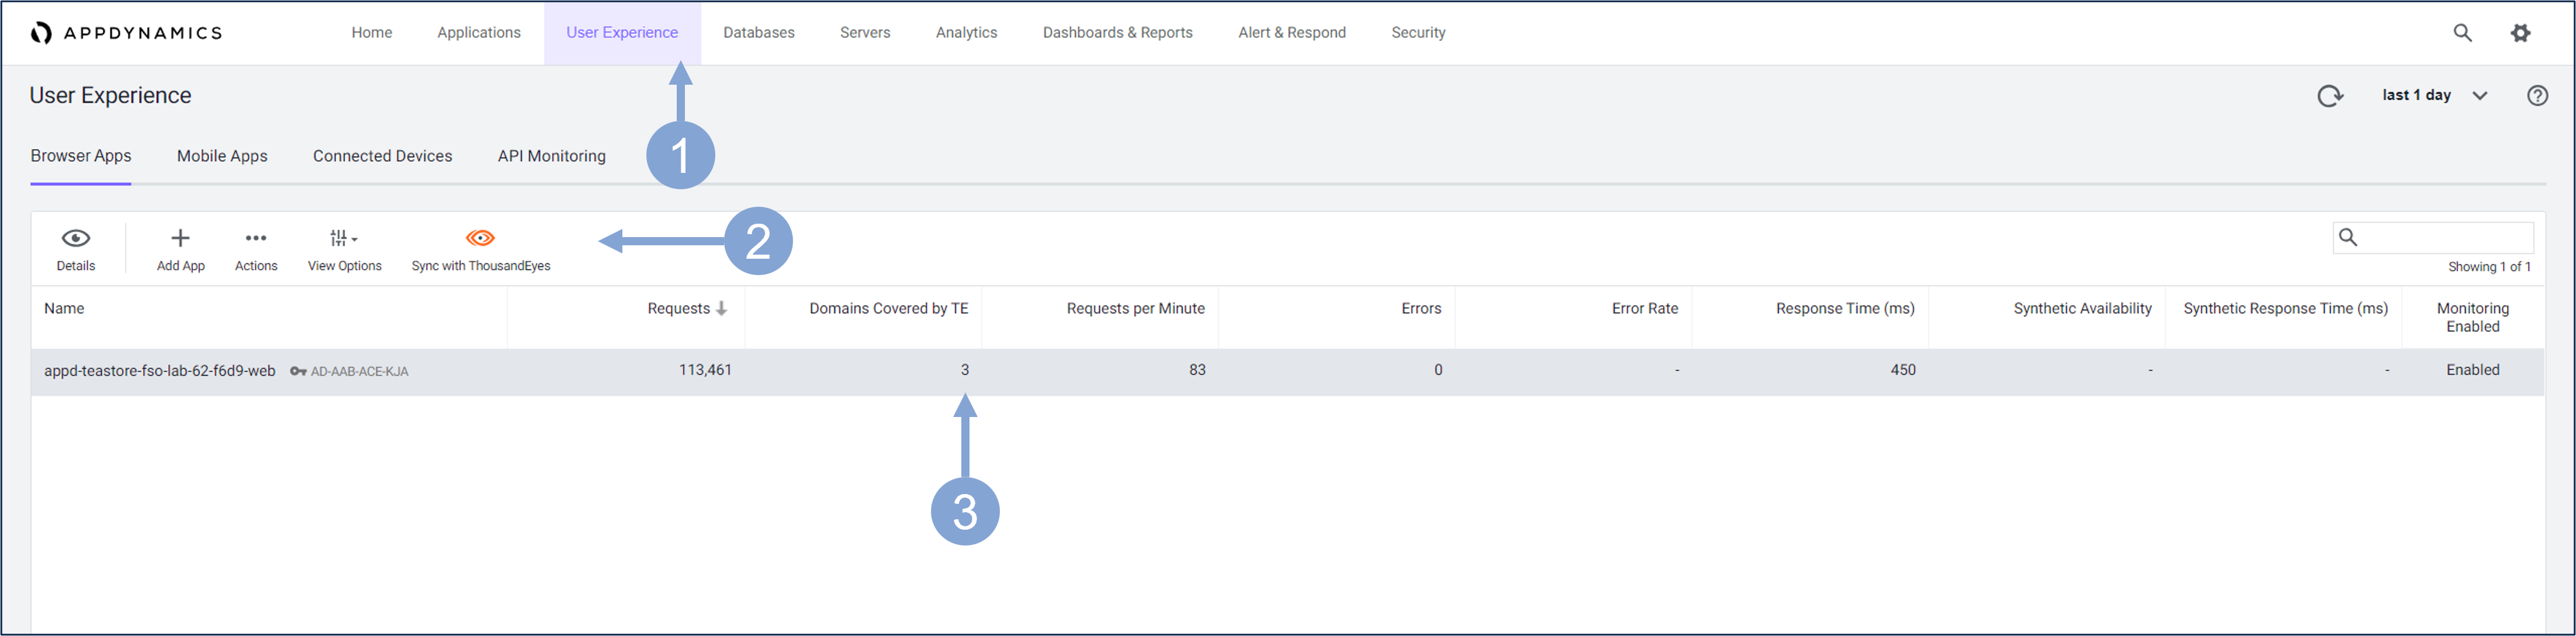 APPDYNAMICS Home Applications User Experience Databases Servers Analytics Dashboards & Reports Alert & Respond Security
User Experience last 1 day
Browser Apps Mobile Apps Connected Devices API Monitoring 1
2
Details Add App Actions View Options Sync with ThousandEyes Showing 1 of 1
Name Requests Domains Covered by TE Requests per Minute Errors Error Rate Response Time (ms) Synthetic Availability Synthetic Response Time (ms) Monitoring
Enabled
appd-teastore-fso-lab-62-f6d9-web AD-AAB-ACE-KJA 113,461 3 83 0 - 450 - - Enabled
3